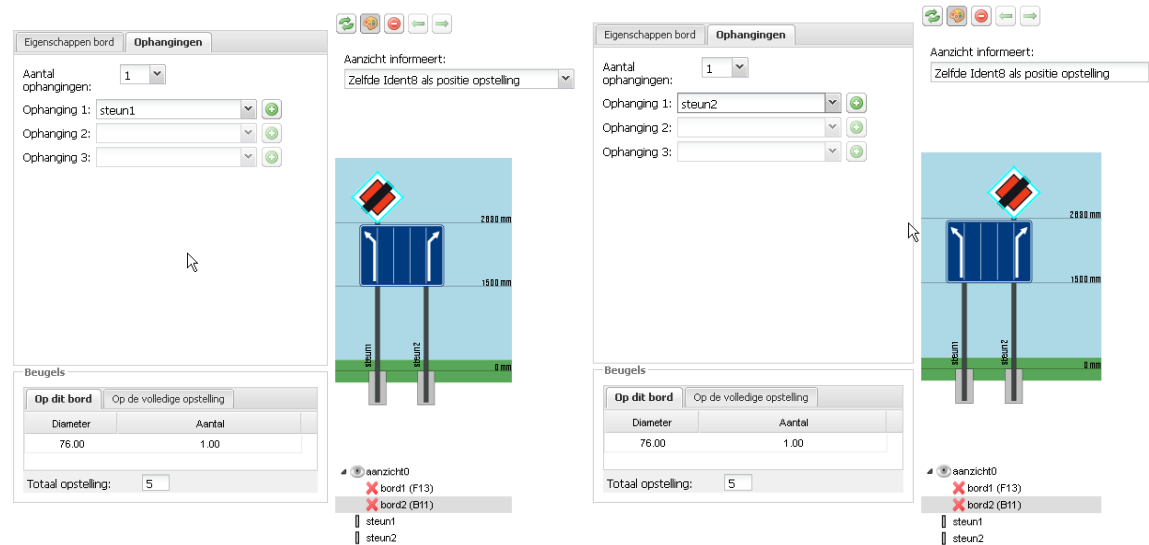 Eigenschappen bord Ophangingen
Aantal ophangingen: 1
Ophanging 1: steun1
Ophanging 2:
Ophanging 3:
Beugels
Op dit bord Op de volledige opstelling
Diameter Aantal
76.00 1.00
Totaal opstelling: 5
Aanzicht informeert:
Zelfde Ident8 als positie opstelling
2830 mm
1500 mm
steun1 steun2
0 mm
aanzicht0
bord1 (F13)
bord2 (B11)
steun1
steun2
Eigenschappen bord Ophangingen
Aantal ophangingen: 1
Ophanging 1: steun2
Ophanging 2:
Ophanging 3:
Beugels
Op dit bord Op de volledige opstelling
Diameter Aantal
76.00 1.00
Totaal opstelling: 5
Aanzicht informeert:
Zelfde Ident8 als positie opstelling
2830 mm
1500 mm
steun1 steun2
0 mm
aanzicht0
bord1 (F13)
bord2 (B11)
steun1
steun2